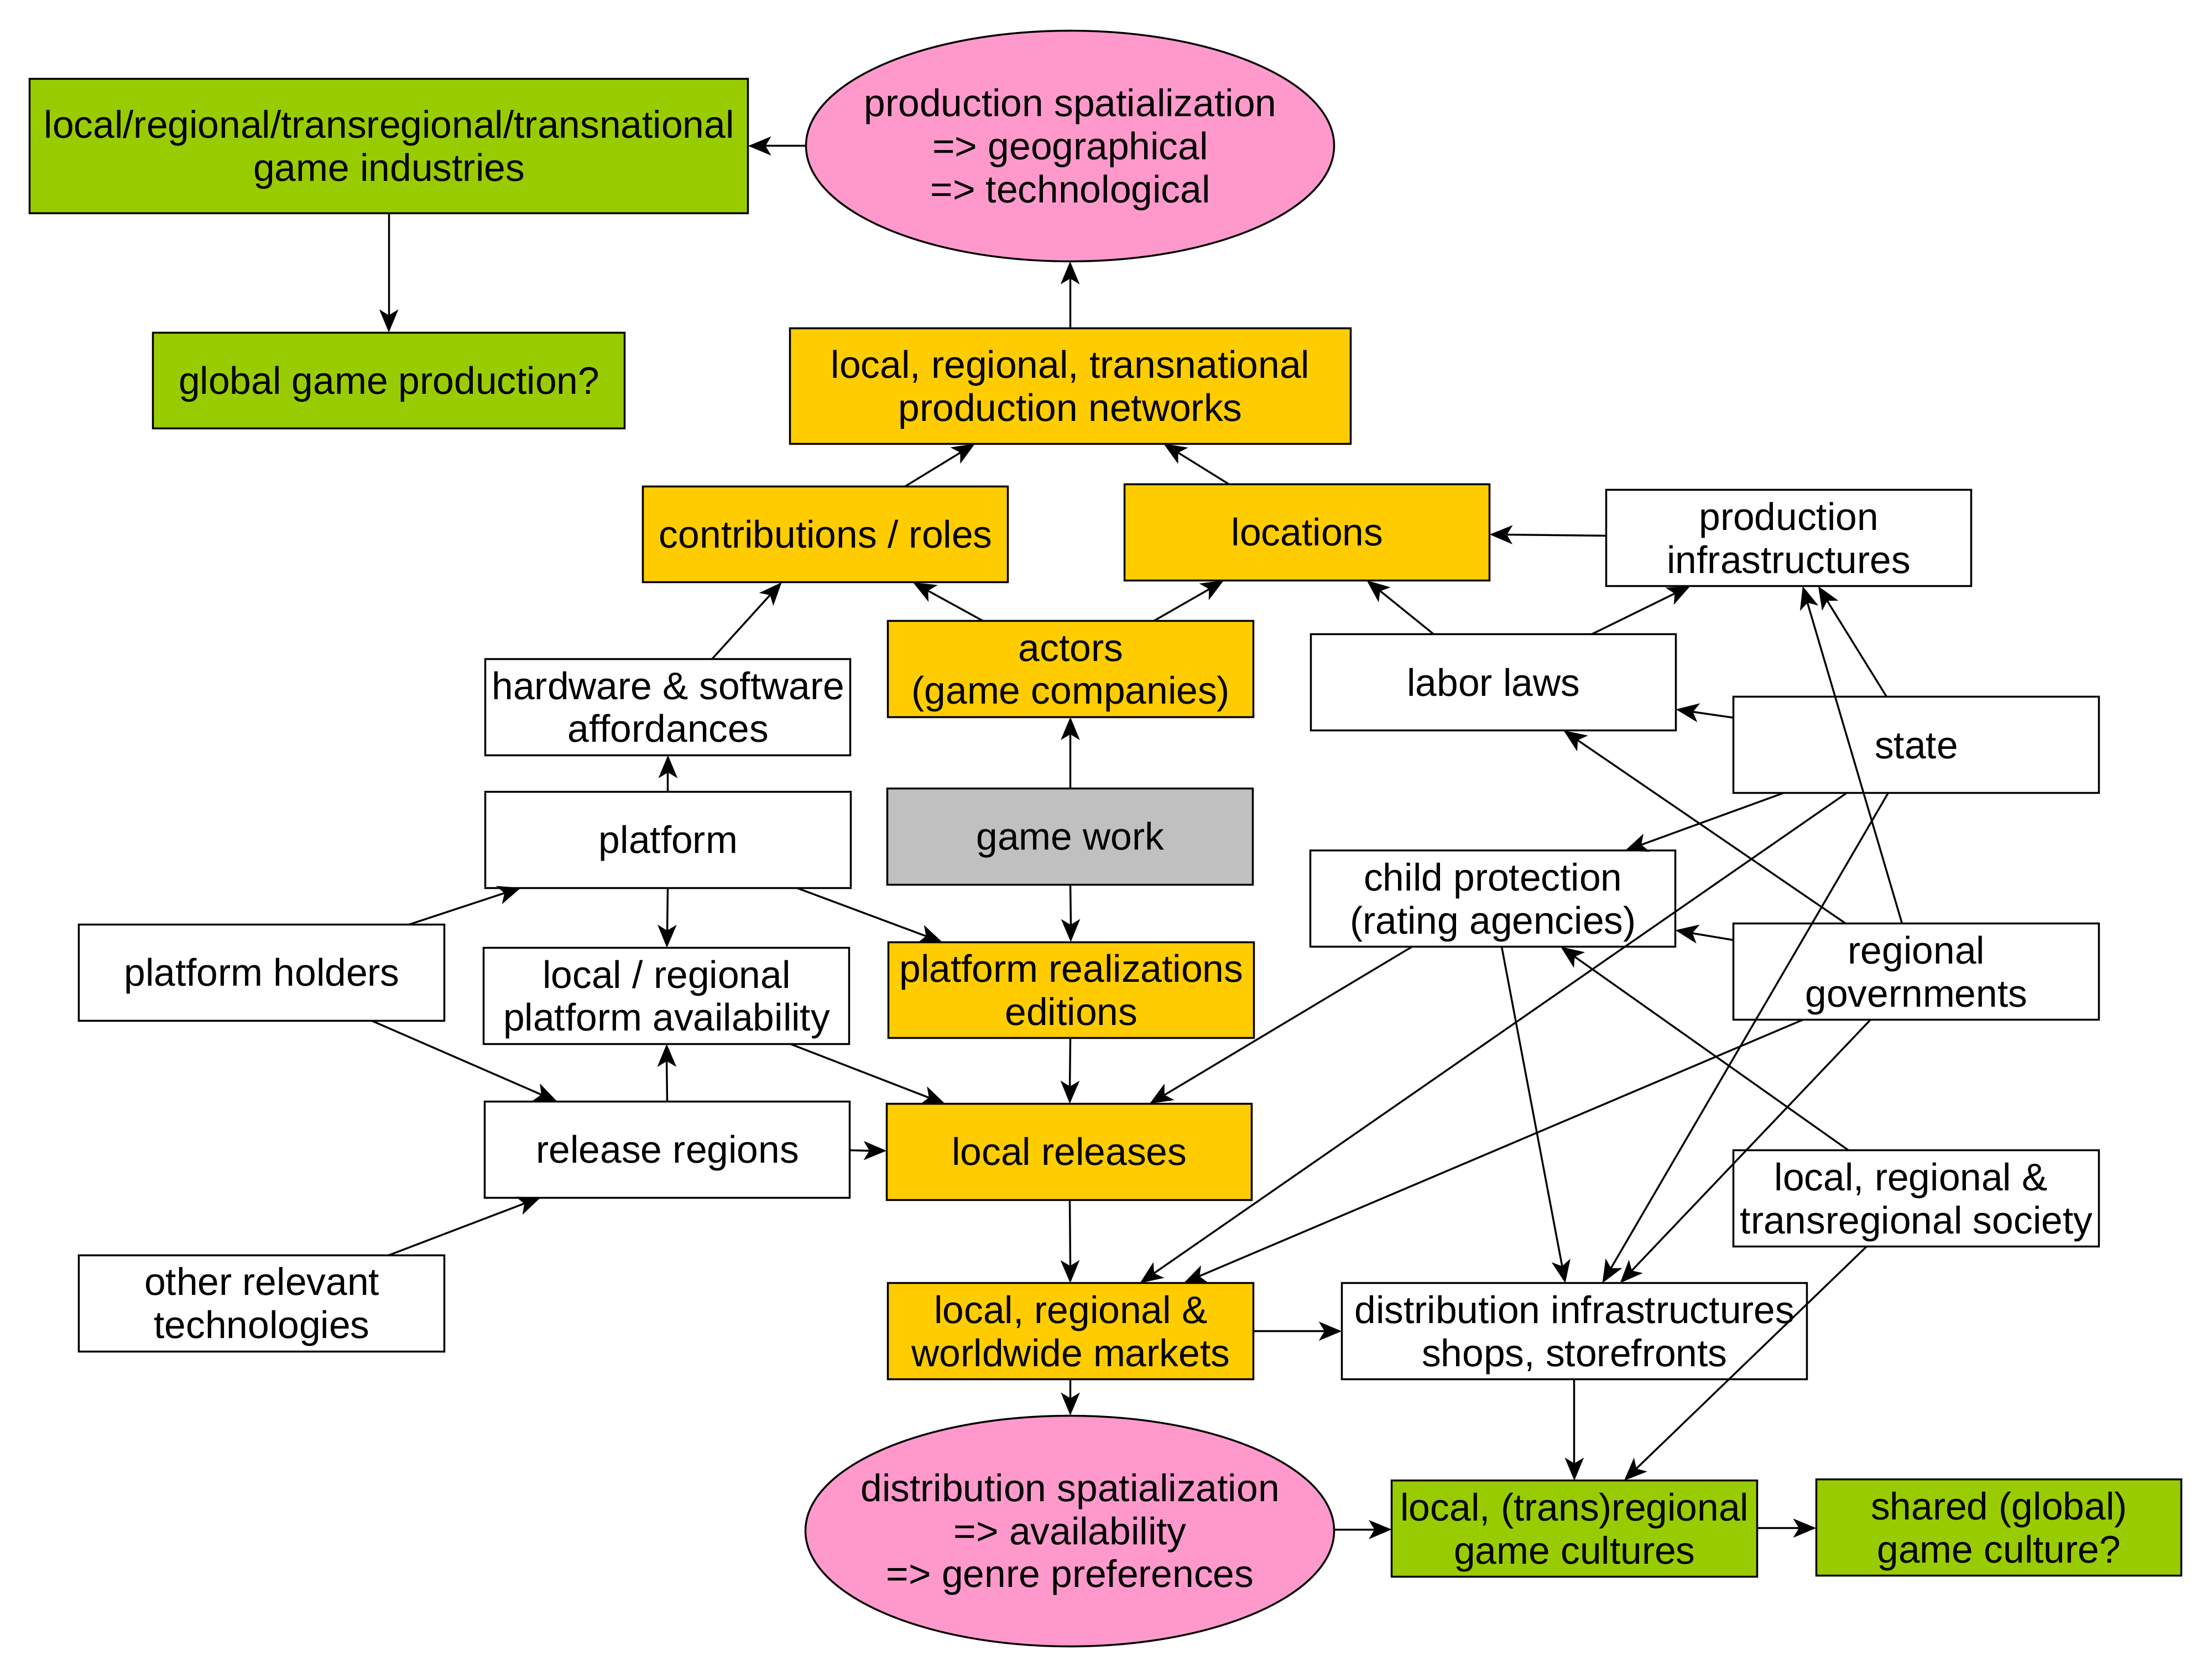 local/regional/transregional/transnational
game industries
production spatialization
=> geographical
=> technological
global game production?
local, regional, transnational
production networks
contributions / roles
locations
production
infrastructures
hardware & software
affordances
actors
(game companies)
labor laws
state
platform
game work
child protection
(rating agencies)
platform holders
local / regional
platform availability
platform realizations
editions
regional
governments
release regions
local releases
local, regional &
transregional society
other relevant
technologies
local, regional &
worldwide markets
distribution infrastructures
shops, storefronts
distribution spatialization
=> availability
=> genre preferences
local, (trans)regional
game cultures
shared (global)
game culture?